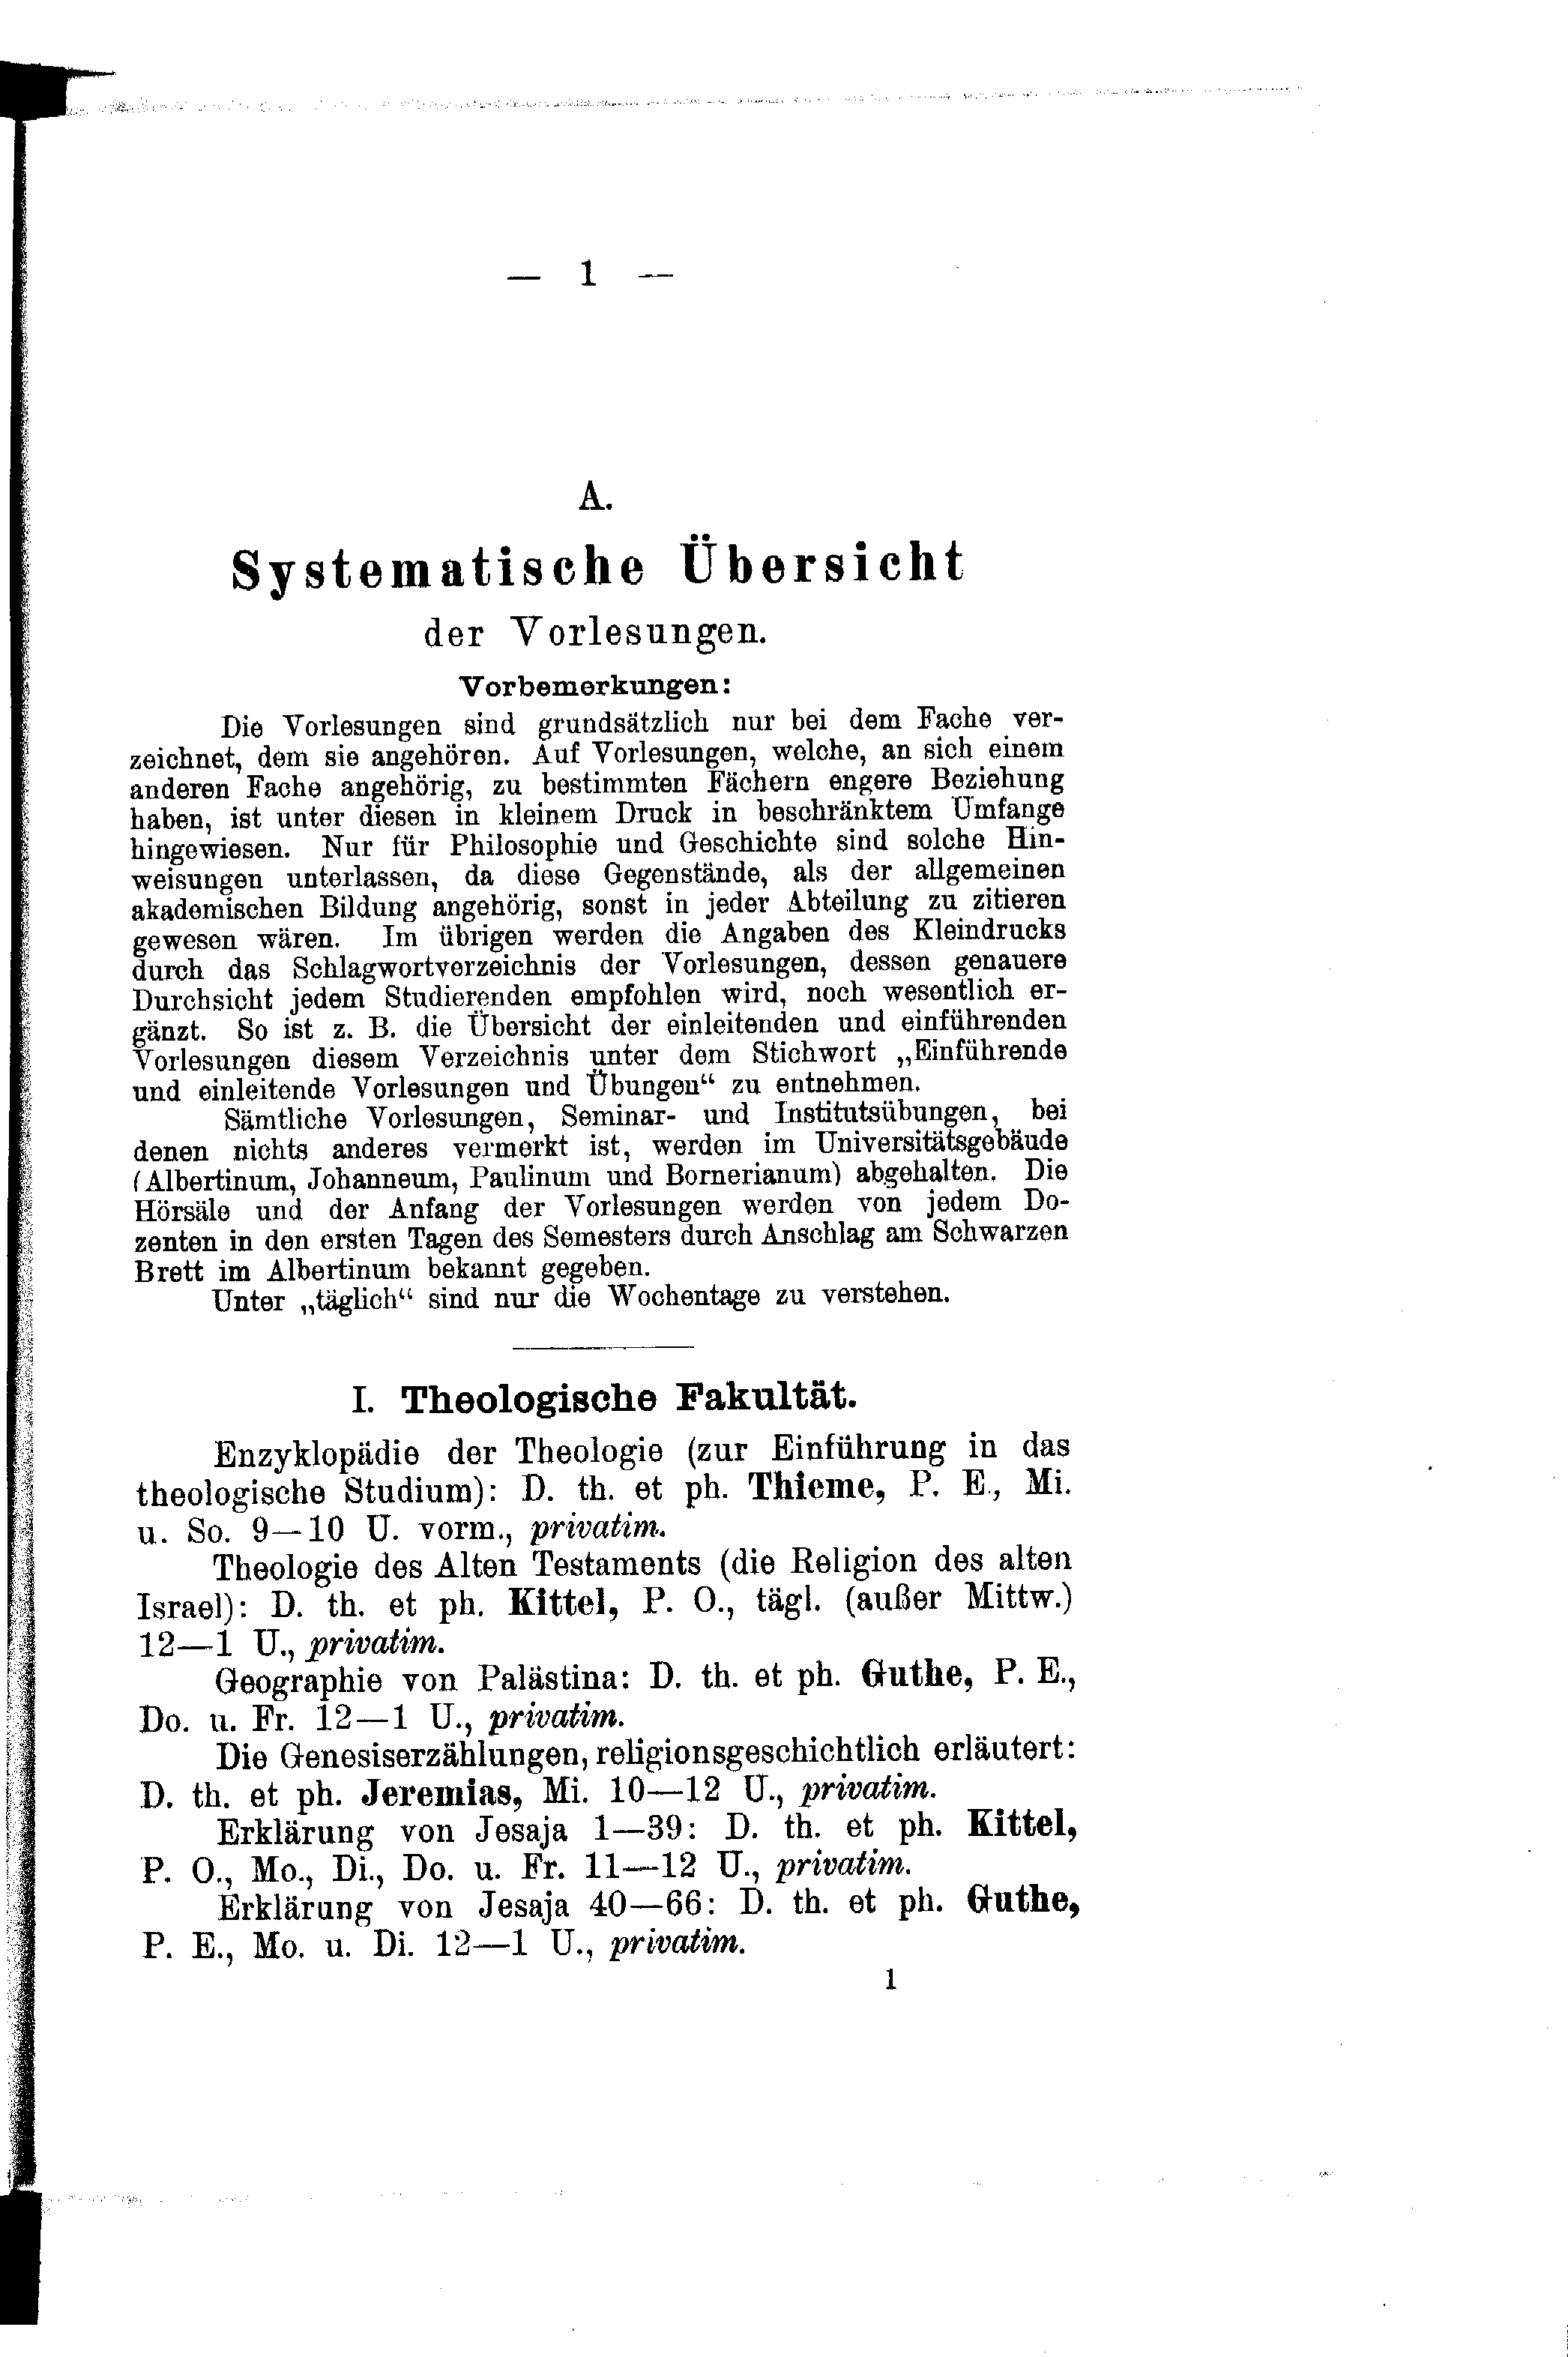 — 1 —
A.
Systematische Übersicht
der Vorlesungen.
Vorbemerkungen:
Die Vorlesungen sind grundsätzlich nur bei dem Fache ver-
zeichnet, dem sie angehören. Auf Vorlesungen, welche, an sich einem
anderen Fache angehörig, zu bestimmten Fächern engere Beziehung
haben, ist unter diesen in kleinem Druck in beschränktem Umfange
hingewiesen. Nur für Philosophie und Geschichte sind solche Hin-
weisungen unterlassen, da diese Gegenstände, als der allgemeinen
akademischen Bildung angehörig, sonst in jeder Abteilung zu zitieren
gewesen wären. Im übrigen werden die Angaben des Kleindrucks
durch das Schlagwortverzeichnis der Vorlesungen, dessen genauere
Durchsicht jedem Studierenden empfohlen wird, noch wesentlich er-
gänzt. So ist z. B. die Übersicht der einleitenden und einführenden
Vorlesungen diesem Verzeichnis unter dem Stichwort „Einführende
und einleitende Vorlesungen und Übungen“ zu entnehmen.
Sämtliche Vorlesungen, Seminar- und Institutsübungen, bei
denen nichts anderes vermerkt ist, werden im Universitätsgebäude
(Albertinum, Johanneum, Paulinum und Bornerianum) abgehalten. Die
Hörsäle und der Anfang der Vorlesungen werden von jedem Do-
zenten in den ersten Tagen des Semesters durch Anschlag am Schwarzen
Brett im Albertinum bekannt gegeben.
Unter „täglich“ sind nur die Wochentage zu verstehen.
I. Theologische Fakultät.
Enzyklopädie der Theologie (zur Einführung in das
theologische Studium): D. th. et ph. Thieme, P. E., Mi.
u. So. 9—10 U. vorm., privatim.
Theologie des Alten Testaments (die Religion des alten
Israel): D. th. et ph. Kittel, P. O., tägl. (außer Mittw.)
12—1 U., privatim.
Geographie von Palästina: D. th. et ph. Guthe, P. E.,
Do. u. Fr. 12—1 U., privatim.
Die Genesiserzählungen, religionsgeschichtlich erläutert:
D. th. et ph. Jeremias, Mi. 10—12 U., privatim.
Erklärung von Jesaja 1—39: D. th. et ph. Kittel,
P. O., Mo., Di., Do. u. Fr. 11—12 U., privatim.
Erklärung von Jesaja 40—66: D. th. et ph. Guthe,
P. E., Mo. u. Di. 12—1 U., privatim.
1